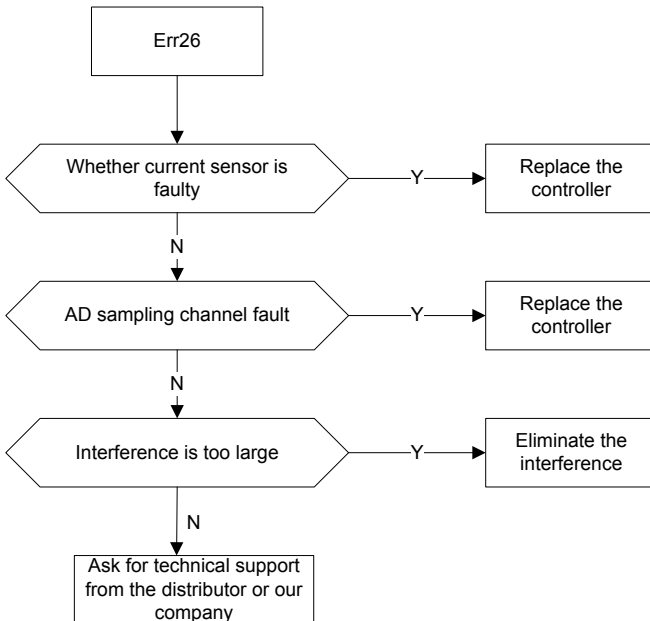 Err26
Whether current sensor is
faulty
Y
Replace the
controller
N
AD sampling channel fault
Y
Replace the
controller
N
Interference is too large
Y
Eliminate the
interference
N
Ask for technical support
from the distributor or our
company